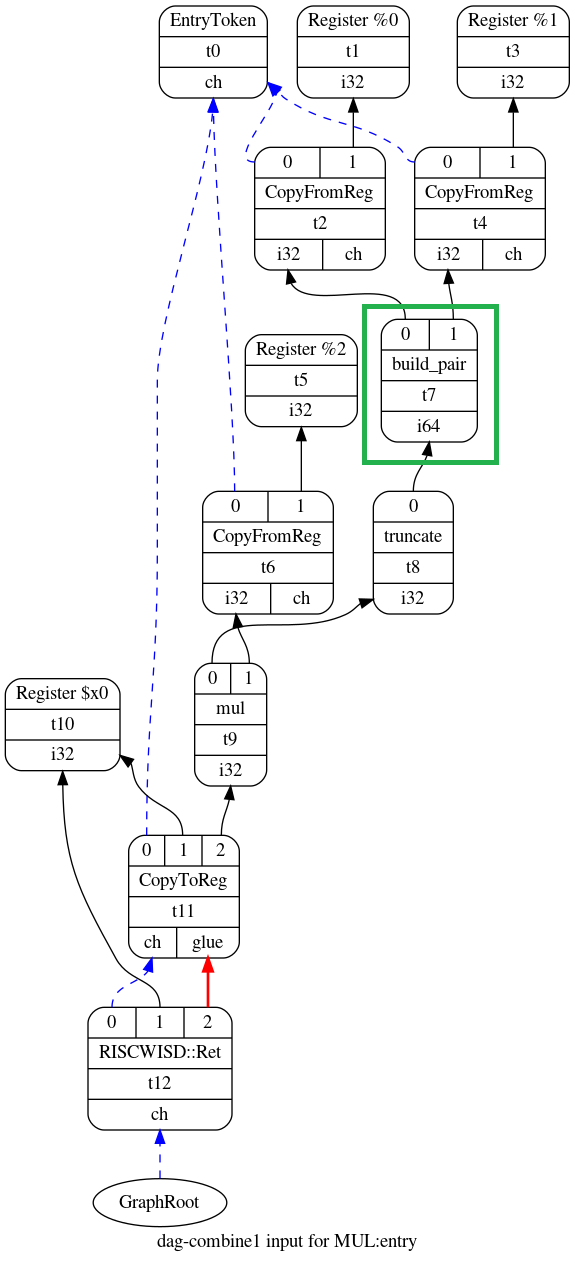 EntryToken
t0
ch
Register %0
t1
i32
Register %1
t3
i32
0 1
CopyFromReg
t2
i32 ch
0 1
CopyFromReg
t4
i32 ch
0 1
build_pair
t7
i64
Register %2
t5
i32
0 1
CopyFromReg
t6
i32 ch
0
truncate
t8
i32
0 1
mul
t9
i32
Register $x0
t10
i32
0 1 2
CopyToReg
t11
ch glue
0 1 2
RISCWISD::Ret
t12
ch
GraphRoot
dag-combine1 input for MUL:entry